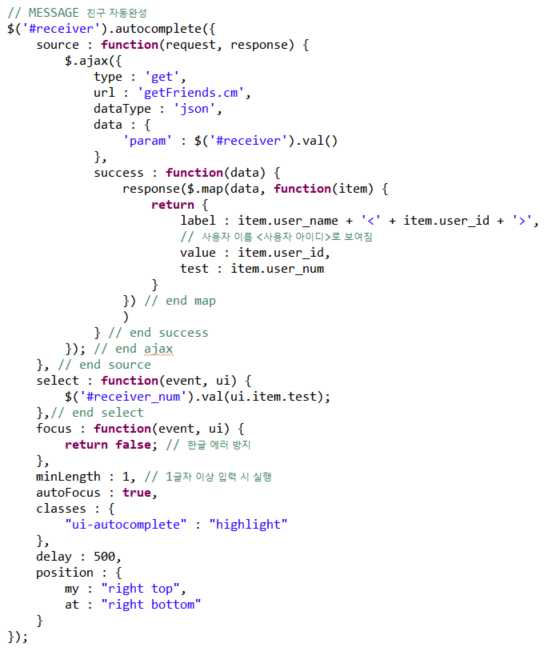 // MESSAGE 친구 자동완성
$('#receiver').autocomplete({
    source : function(request, response) {
        $.ajax({
            type : 'get',
            url : 'getFriends.cm',
            dataType : 'json',
            data : {
                'param' : $('#receiver').val()
            },
            success : function(data) {
                response($.map(data, function(item) {
                    return {
                        label : item.user_name + '<' + item.user_id + '>',
                        // 사용자 이름 <사용자 아이디>로 보여짐
                        value : item.user_id,
                        test : item.user_num
                    }
                }) // end map
                )
            } // end success
        }); // end ajax
    }, // end source
    select : function(event, ui) {
        $('#receiver_num').val(ui.item.test);
    },// end select
    focus : function(event, ui) {
        return false; // 한글 에러 방지
    },
    minLength : 1, // 1글자 이상 입력 시 실행
    autoFocus : true,
    classes : {
        "ui-autocomplete" : "highlight"
    },
    delay : 500,
    position : {
        my : "right top",
        at : "right bottom"
    }
});